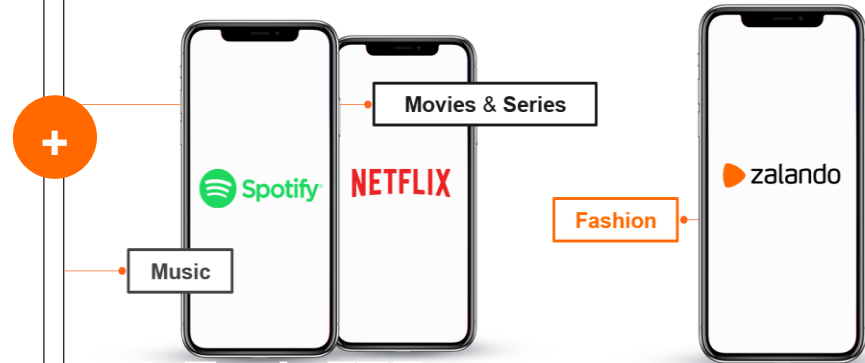 Movies & Series
+
Spotify
NETFLIX
zalando
Fashion
Music